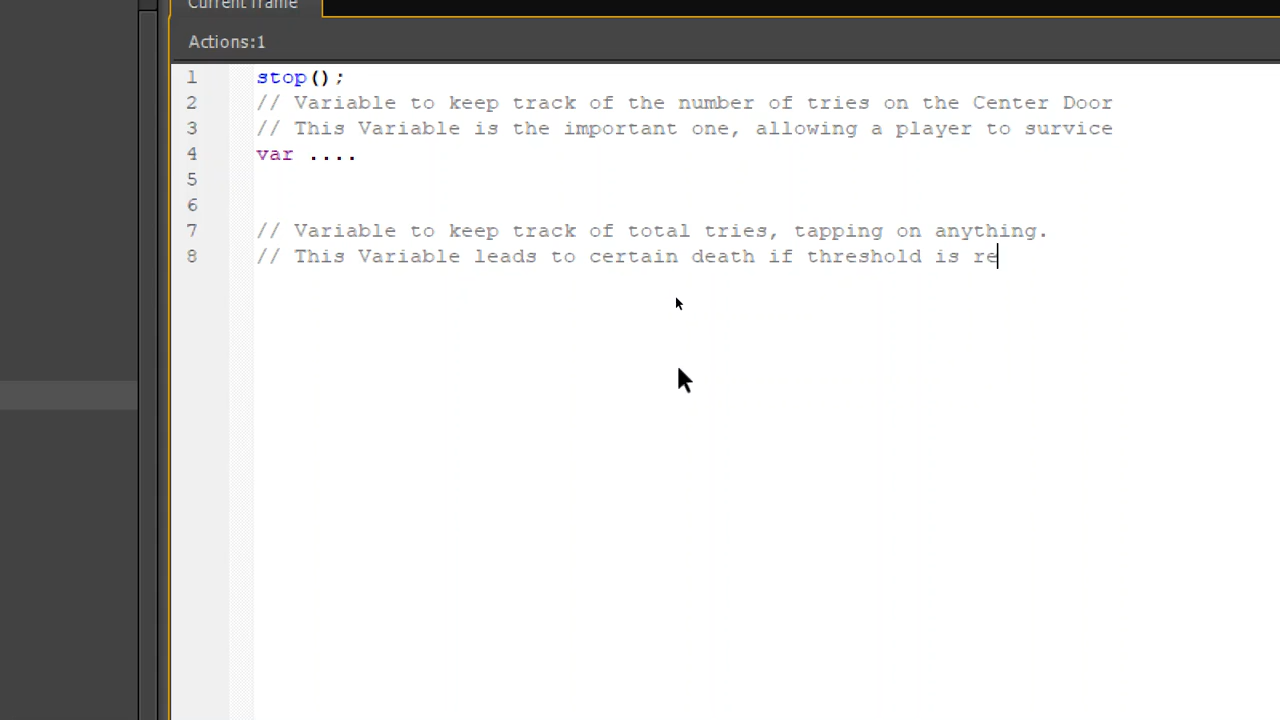 Current frame
Actions:1
1 stop();
2 // Variable to keep track of the number of tries on the Center Door
3 // This Variable is the important one, allowing a player to survice
4 var ....
5
6
7 // Variable to keep track of total tries, tapping on anything.
8 // This Variable leads to certain death if threshold is re